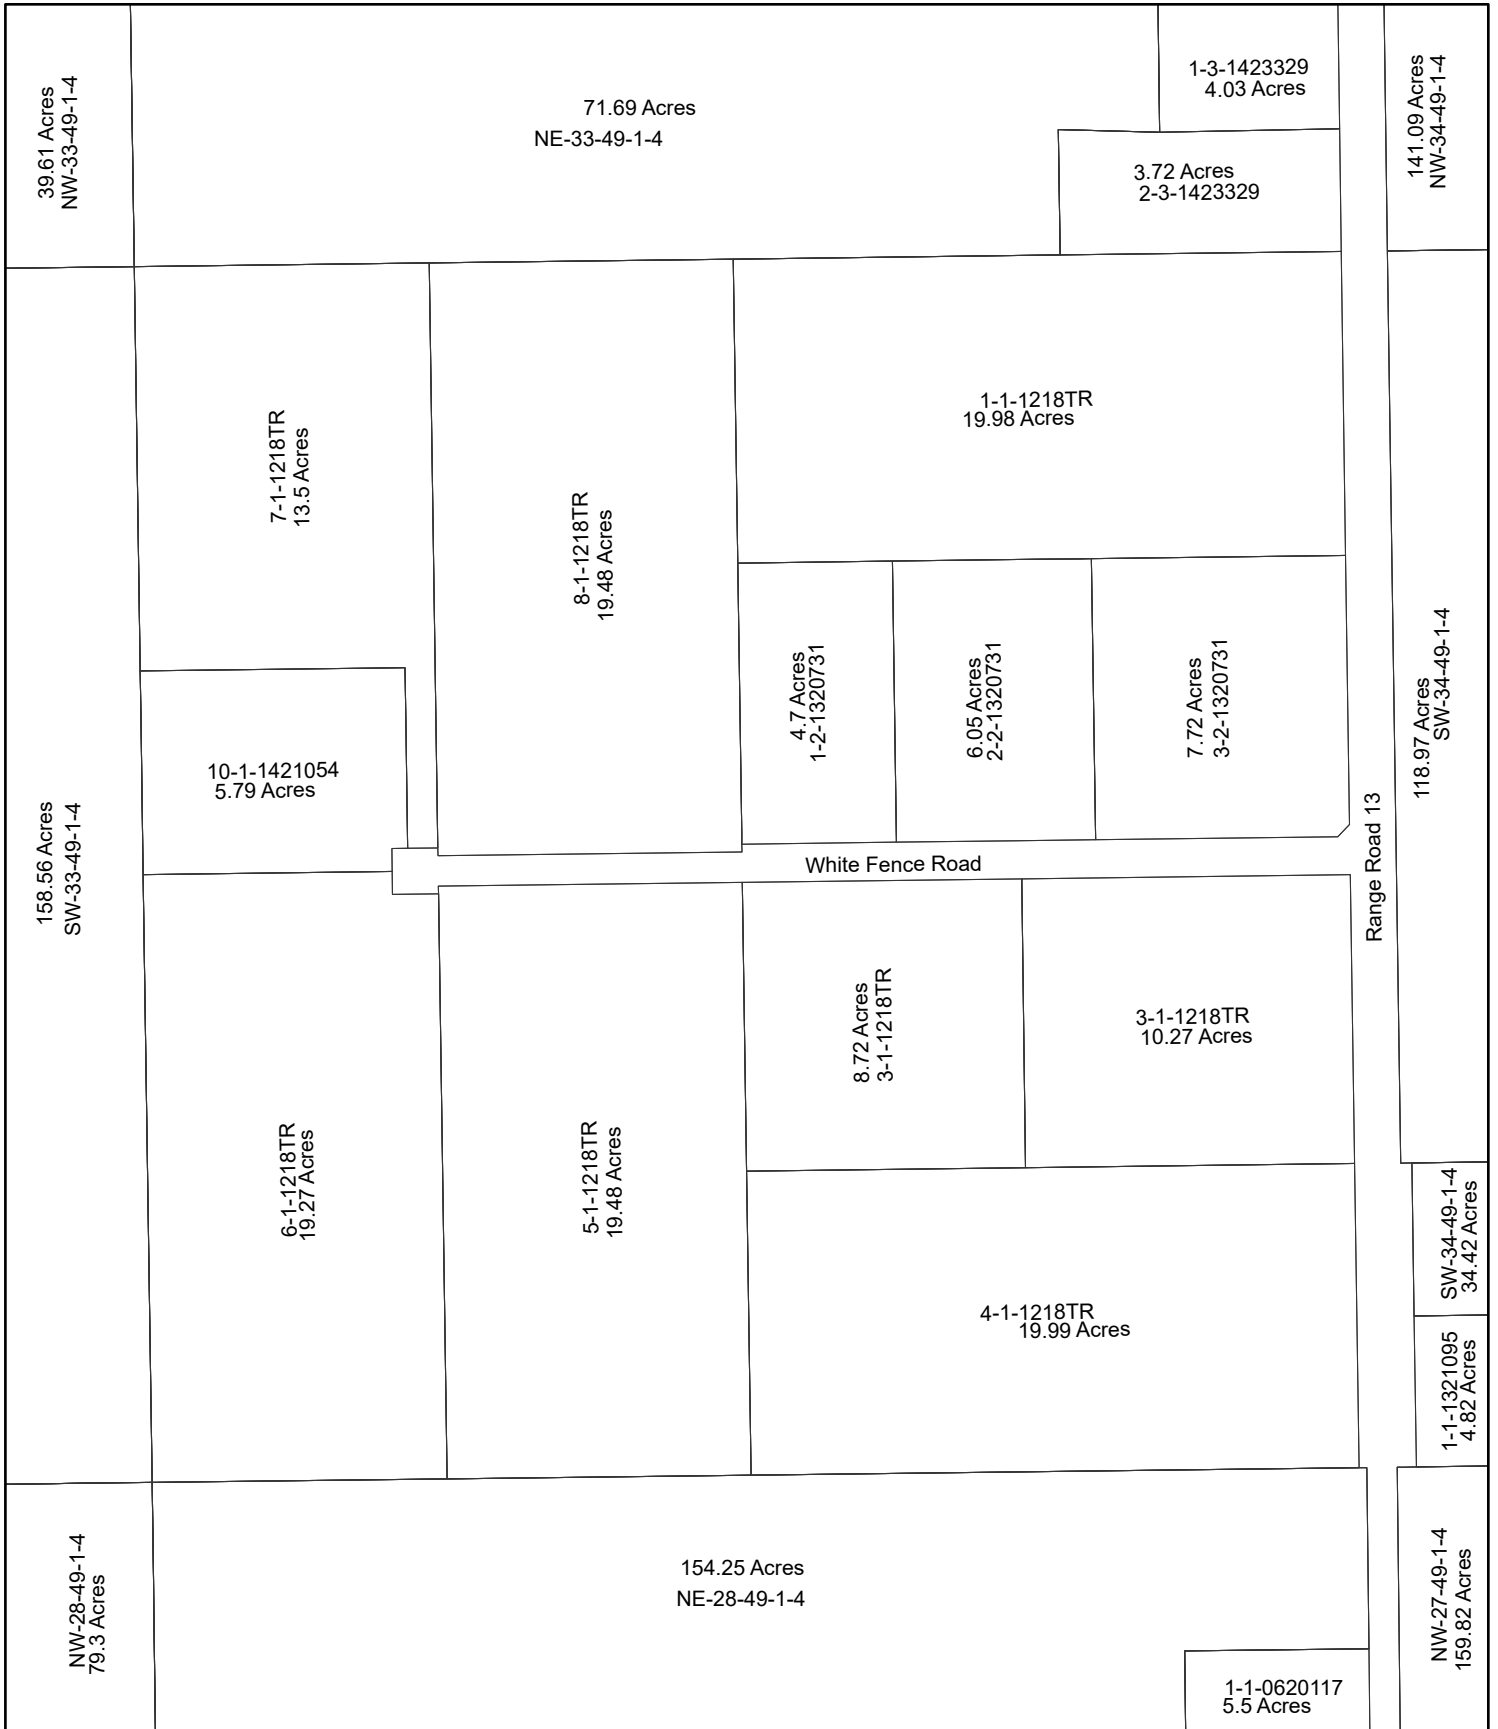 39.61 Acres
NW-33-49-1-4
71.69 Acres
NE-33-49-1-4
1-3-1423329
4.03 Acres
3.72 Acres
2-3-1423329
141.09 Acres
NW-34-49-1-4
7-1-1218TR
13.5 Acres
8-1-1218TR
19.48 Acres
1-1-1218TR
19.98 Acres
4.7 Acres
1-2-1320731
6.05 Acres
2-2-1320731
7.72 Acres
3-2-1320731
118.97 Acres
SW-34-49-1-4
10-1-1421054
5.79 Acres
158.56 Acres
SW-33-49-1-4
White Fence Road
Range Road 13
8.72 Acres
3-1-1218TR
3-1-1218TR
10.27 Acres
6-1-1218TR
19.27 Acres
5-1-1218TR
19.48 Acres
SW-34-49-1-4
34.42 Acres
4-1-1218TR
19.99 Acres
1-1-1321095
4.82 Acres
NW-28-49-1-4
79.3 Acres
154.25 Acres
NE-28-49-1-4
NW-27-49-1-4
159.82 Acres
1-1-0620117
5.5 Acres